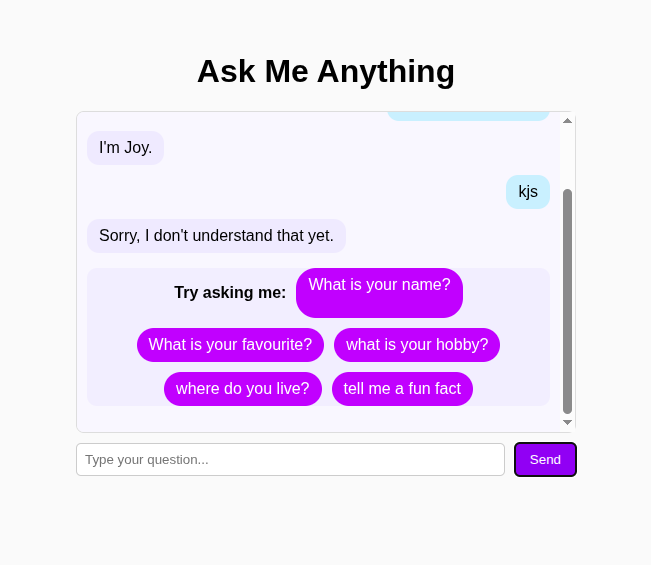 Ask Me Anything
I'm Joy.
kjs
Sorry, I don't understand that yet.
Try asking me: What is your name?
What is your favourite? what is your hobby?
where do you live? tell me a fun fact
Type your question... Send